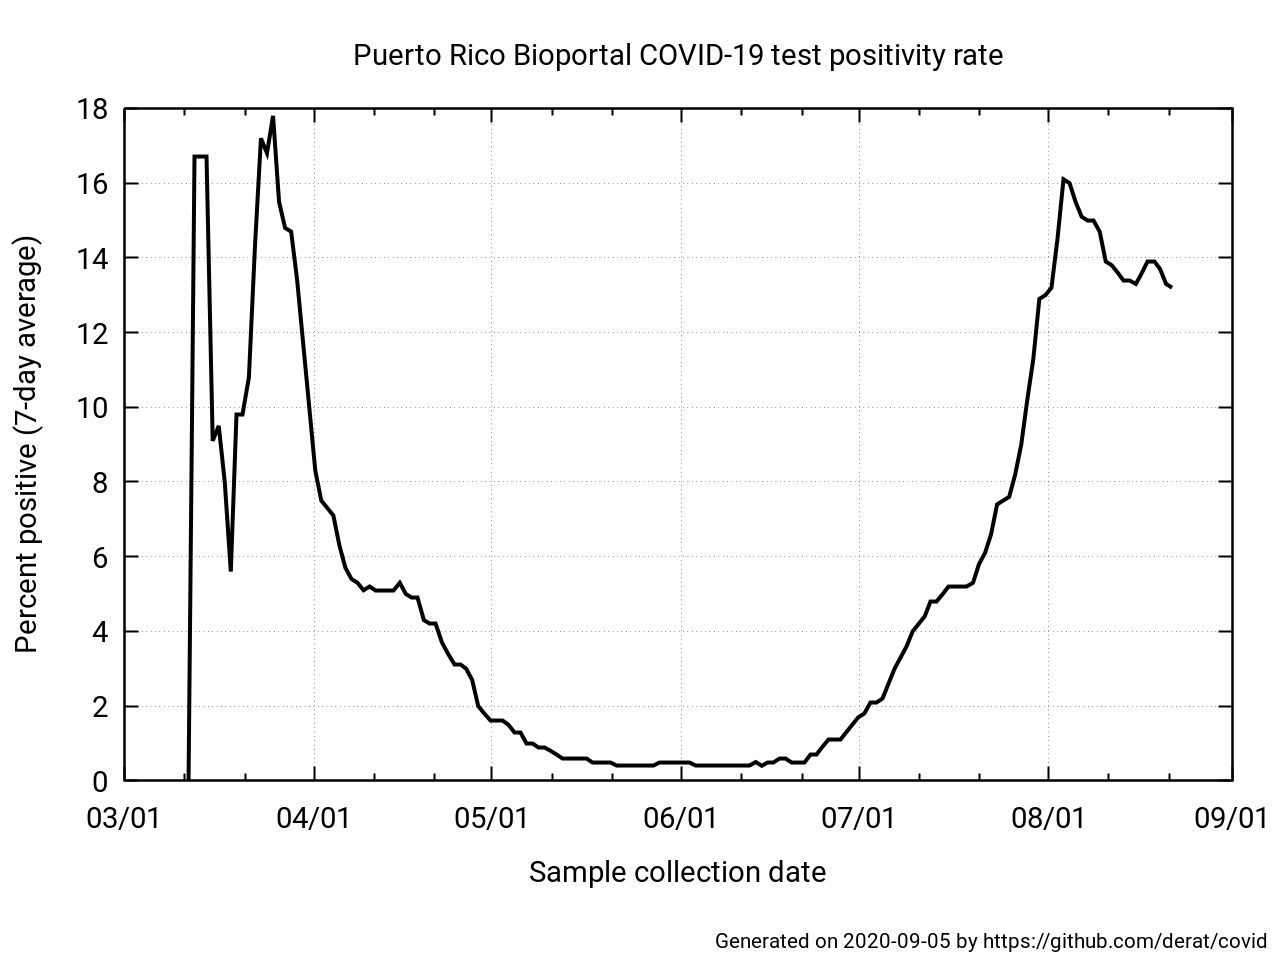 Puerto Rico Bioportal COVID-19 test positivity rate
Percent positive (7-day average)
18
16
14
12
10
8
6
4
2
0
03/01 04/01 05/01 06/01 07/01 08/01 09/01
Sample collection date
Generated on 2020-09-05 by https://github.com/derat/covid